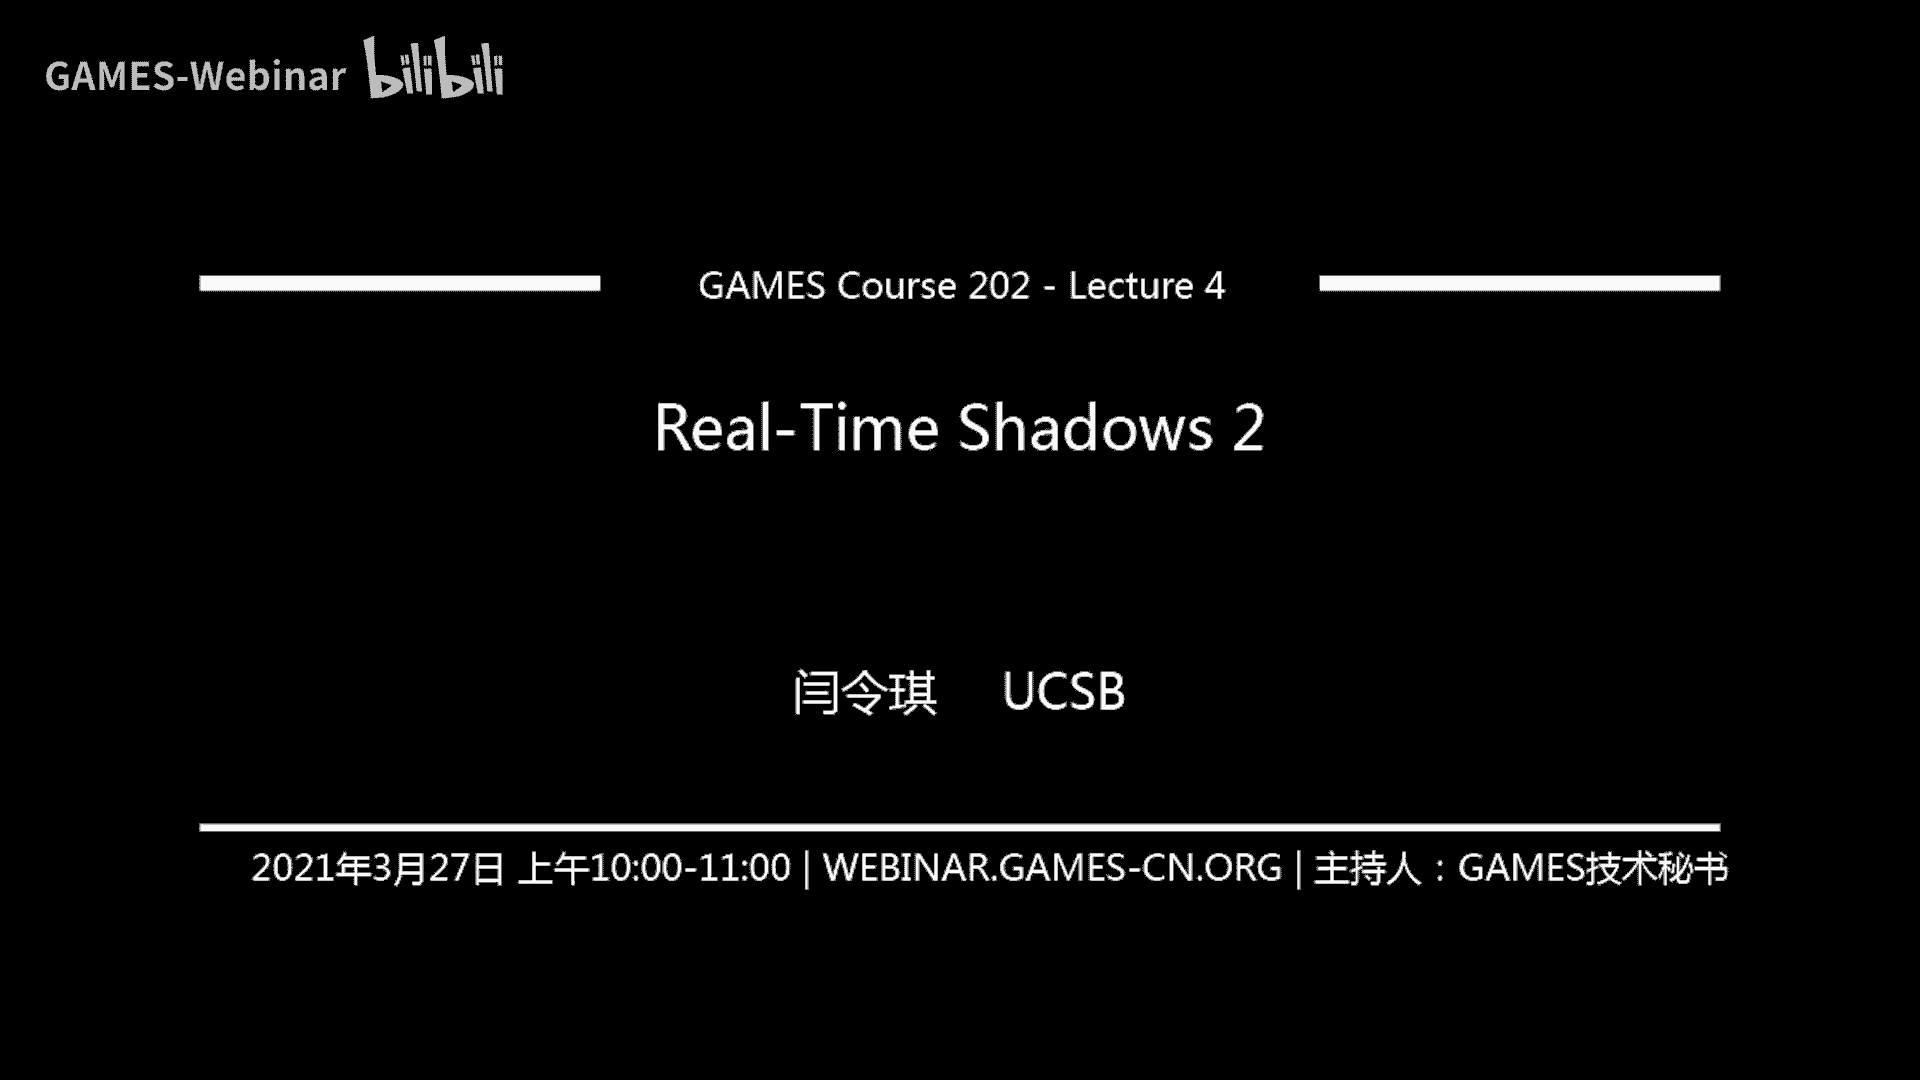 GAMES-Webinar bilibili
GAMES Course 202 - Lecture 4
Real-Time Shadows 2
闫令琪 UCSB
2021年3月27日 上午10:00-11:00 | WEBINAR.GAMES-CN.ORG | 主持人：GAMES技术秘书